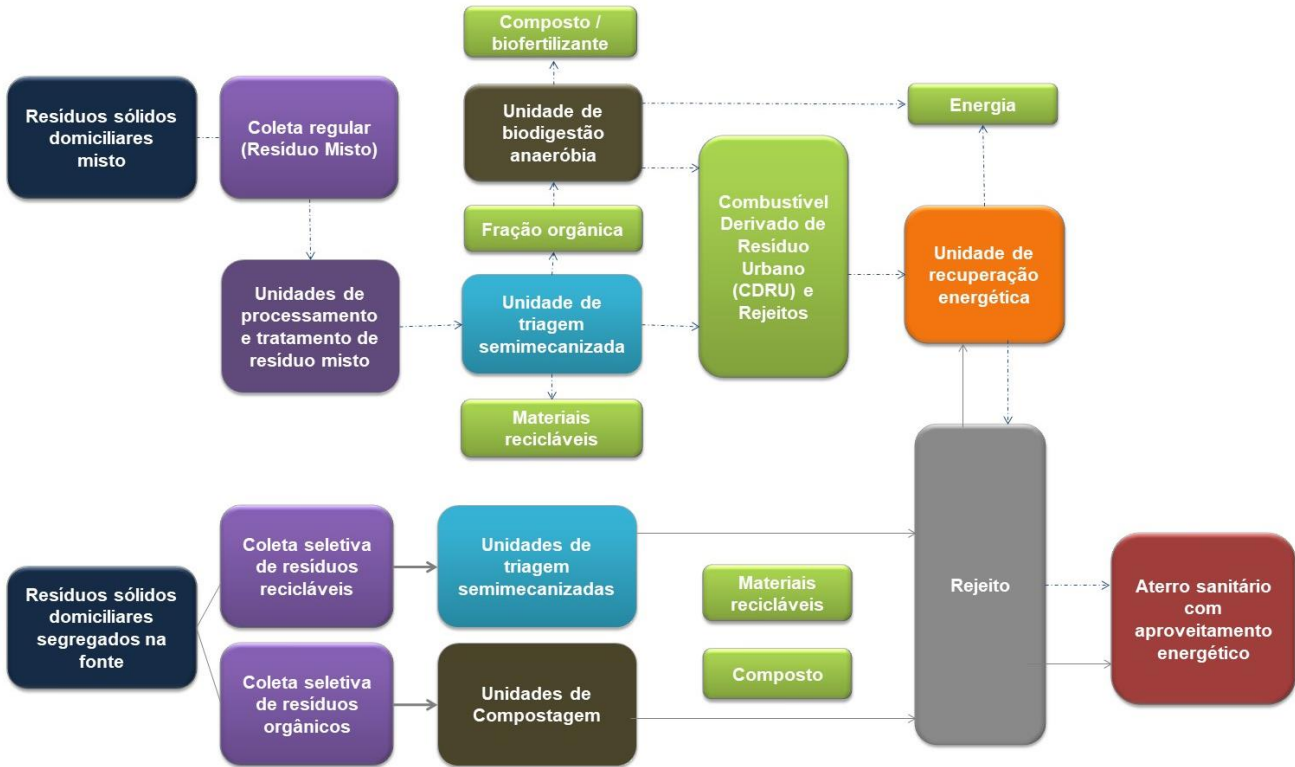 Composto /
biofertilizante
Resíduos sólidos
domiciliares
misto
Coleta regular
(Resíduo Misto)
Unidade de
biodigestão
anaeróbia
Energia
Fração orgânica
Combustível
Derivado de
Resíduo
Urbano
(CDRU) e
Rejeitos
Unidade de
recuperação
energética
Unidades de
processamento
e tratamento de
resíduo misto
Unidade de
triagem
semimecanizada
Materiais
recicláveis
Resíduos sólidos
domiciliares
segregados na
fonte
Coleta seletiva
de resíduos
recicláveis
Unidades de
triagem
semimecanizadas
Materiais
recicláveis
Rejeito
Aterro sanitário
com
aproveitamento
energético
Coleta seletiva
de resíduos
orgânicos
Unidades de
Compostagem
Composto